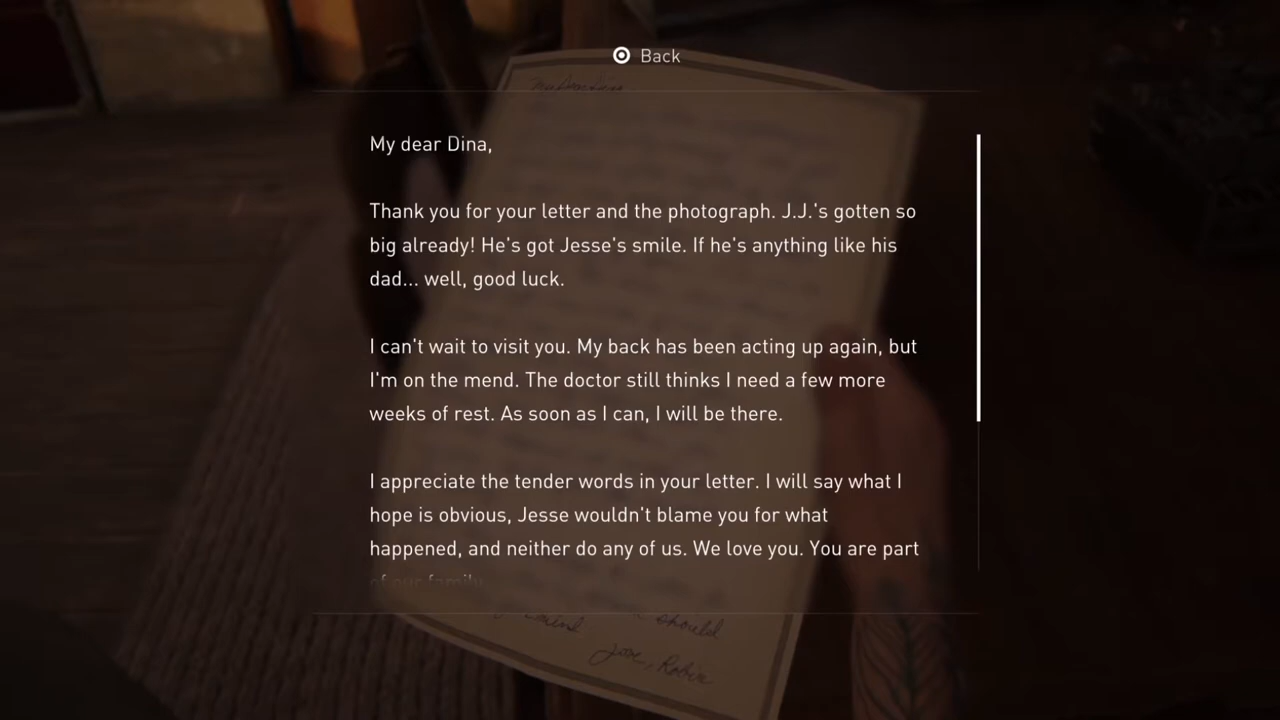 Back
My dear Dina,
Thank you for your letter and the photograph. J.J.'s gotten so
big already! He's got Jesse's smile. If he's anything like his
dad... well, good luck.
I can't wait to visit you. My back has been acting up again, but
I'm on the mend. The doctor still thinks I need a few more
weeks of rest. As soon as I can, I will be there.
I appreciate the tender words in your letter. I will say what I
hope is obvious, Jesse wouldn't blame you for what
happened, and neither do any of us. We love you. You are part
of our family
should
Love, Robin